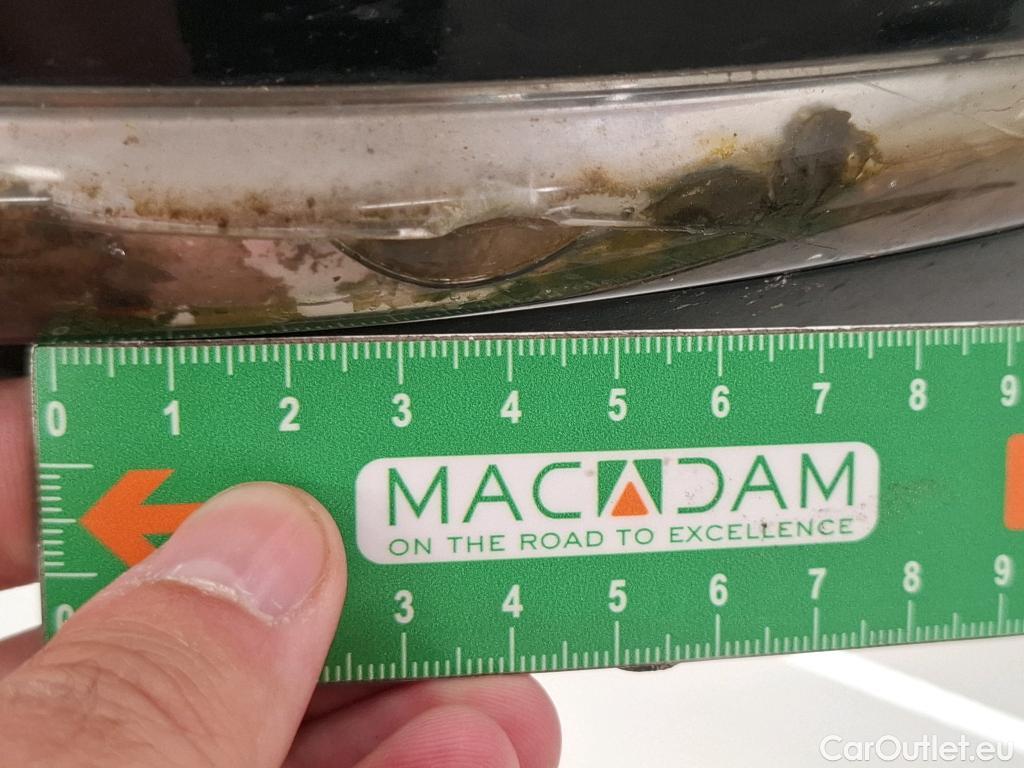 0 1 2 3 4 5 6 7 8 9
MACADAM
ON THE ROAD TO EXCELLENCE
0 3 4 5 6 7 8 9
CarOutlet.eu